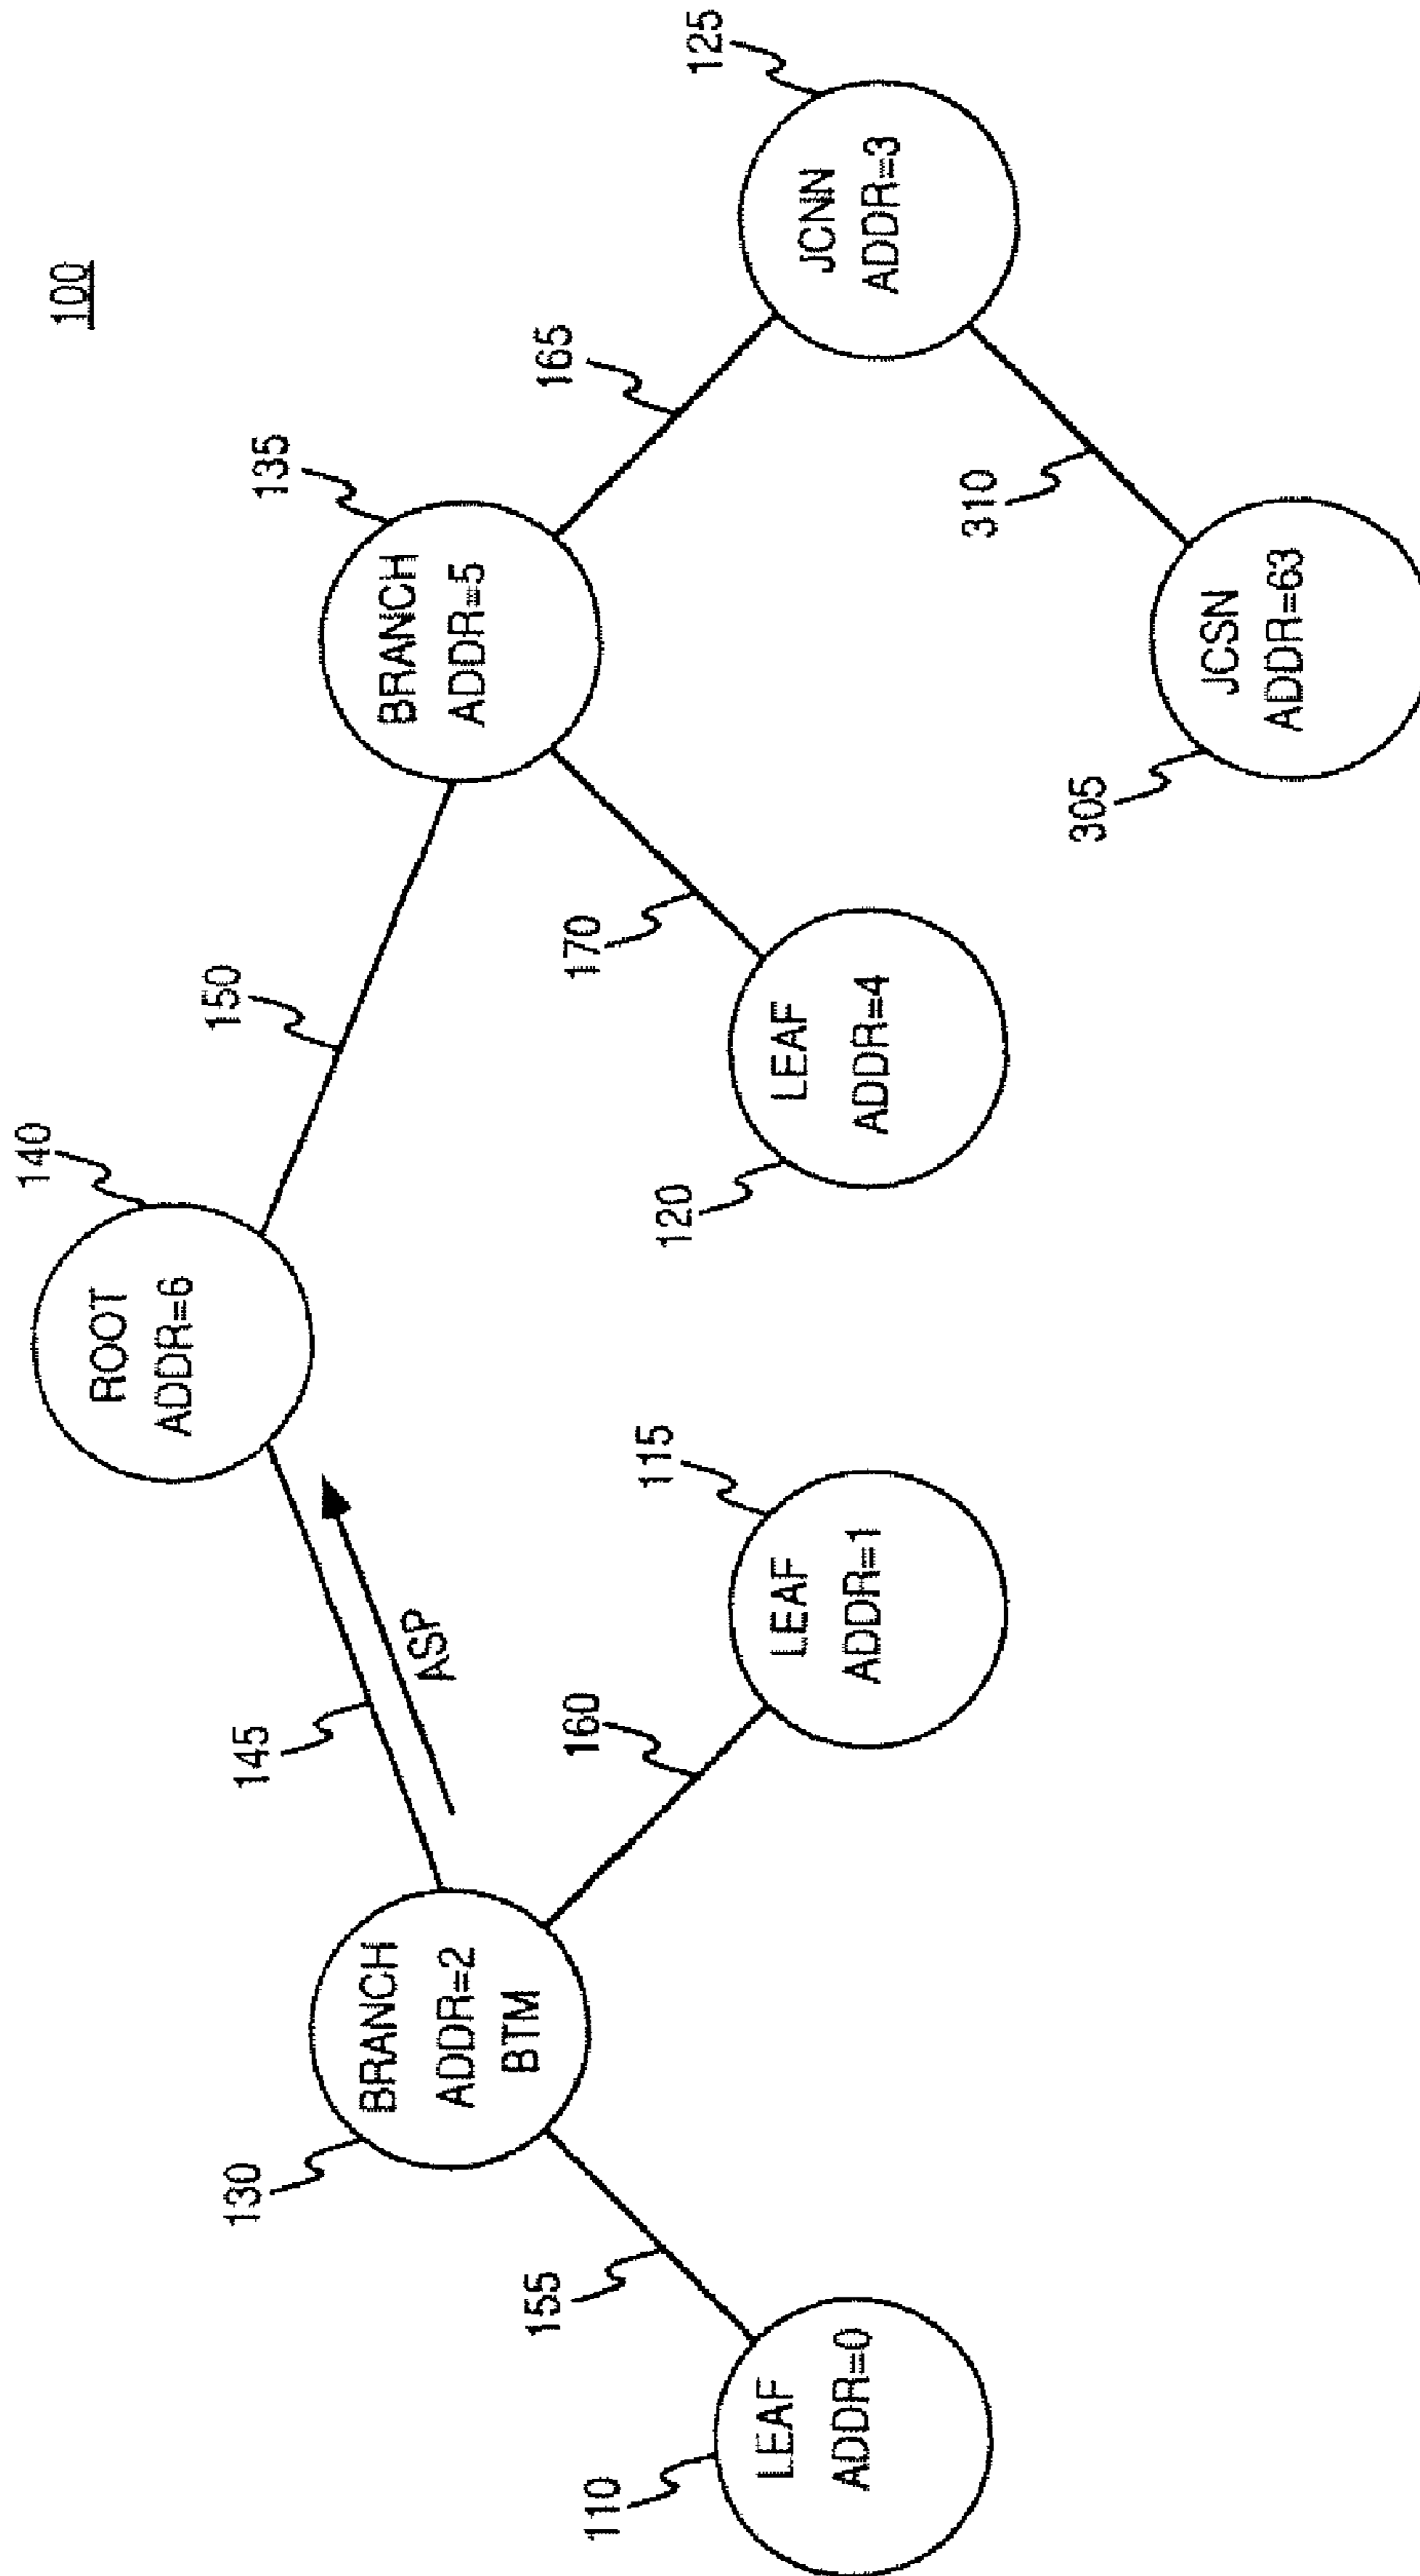 100
140
ROOT
ADDR=6
145
150
ASP
130
BRANCH
ADDR=2
BTM
135
BRANCH
ADDR=5
155
160
170
165
110
LEAF
ADDR=0
115
LEAF
ADDR=1
120
LEAF
ADDR=4
125
JCNN
ADDR=3
310
305
JCSN
ADDR=63